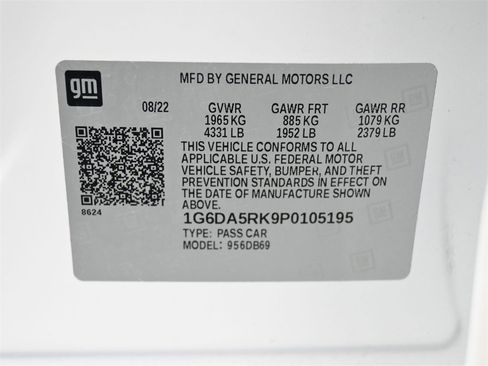 gm
MFD BY GENERAL MOTORS LLC
08/22 GVWR GAWR FRT GAWR RR
1965 KG 885 KG 1079 KG
4331 LB 1952 LB 2379 LB
THIS VEHICLE CONFORMS TO ALL
APPLICABLE U.S. FEDERAL MOTOR
VEHICLE SAFETY, BUMPER, AND THEFT
PREVENTION STANDARDS IN EFFECT ON
THE DATE OF MANUFACTURE SHOWN
ABOVE.
8624
1G6DA5RK9P0105195
TYPE: PASS CAR
MODEL: 956DB69